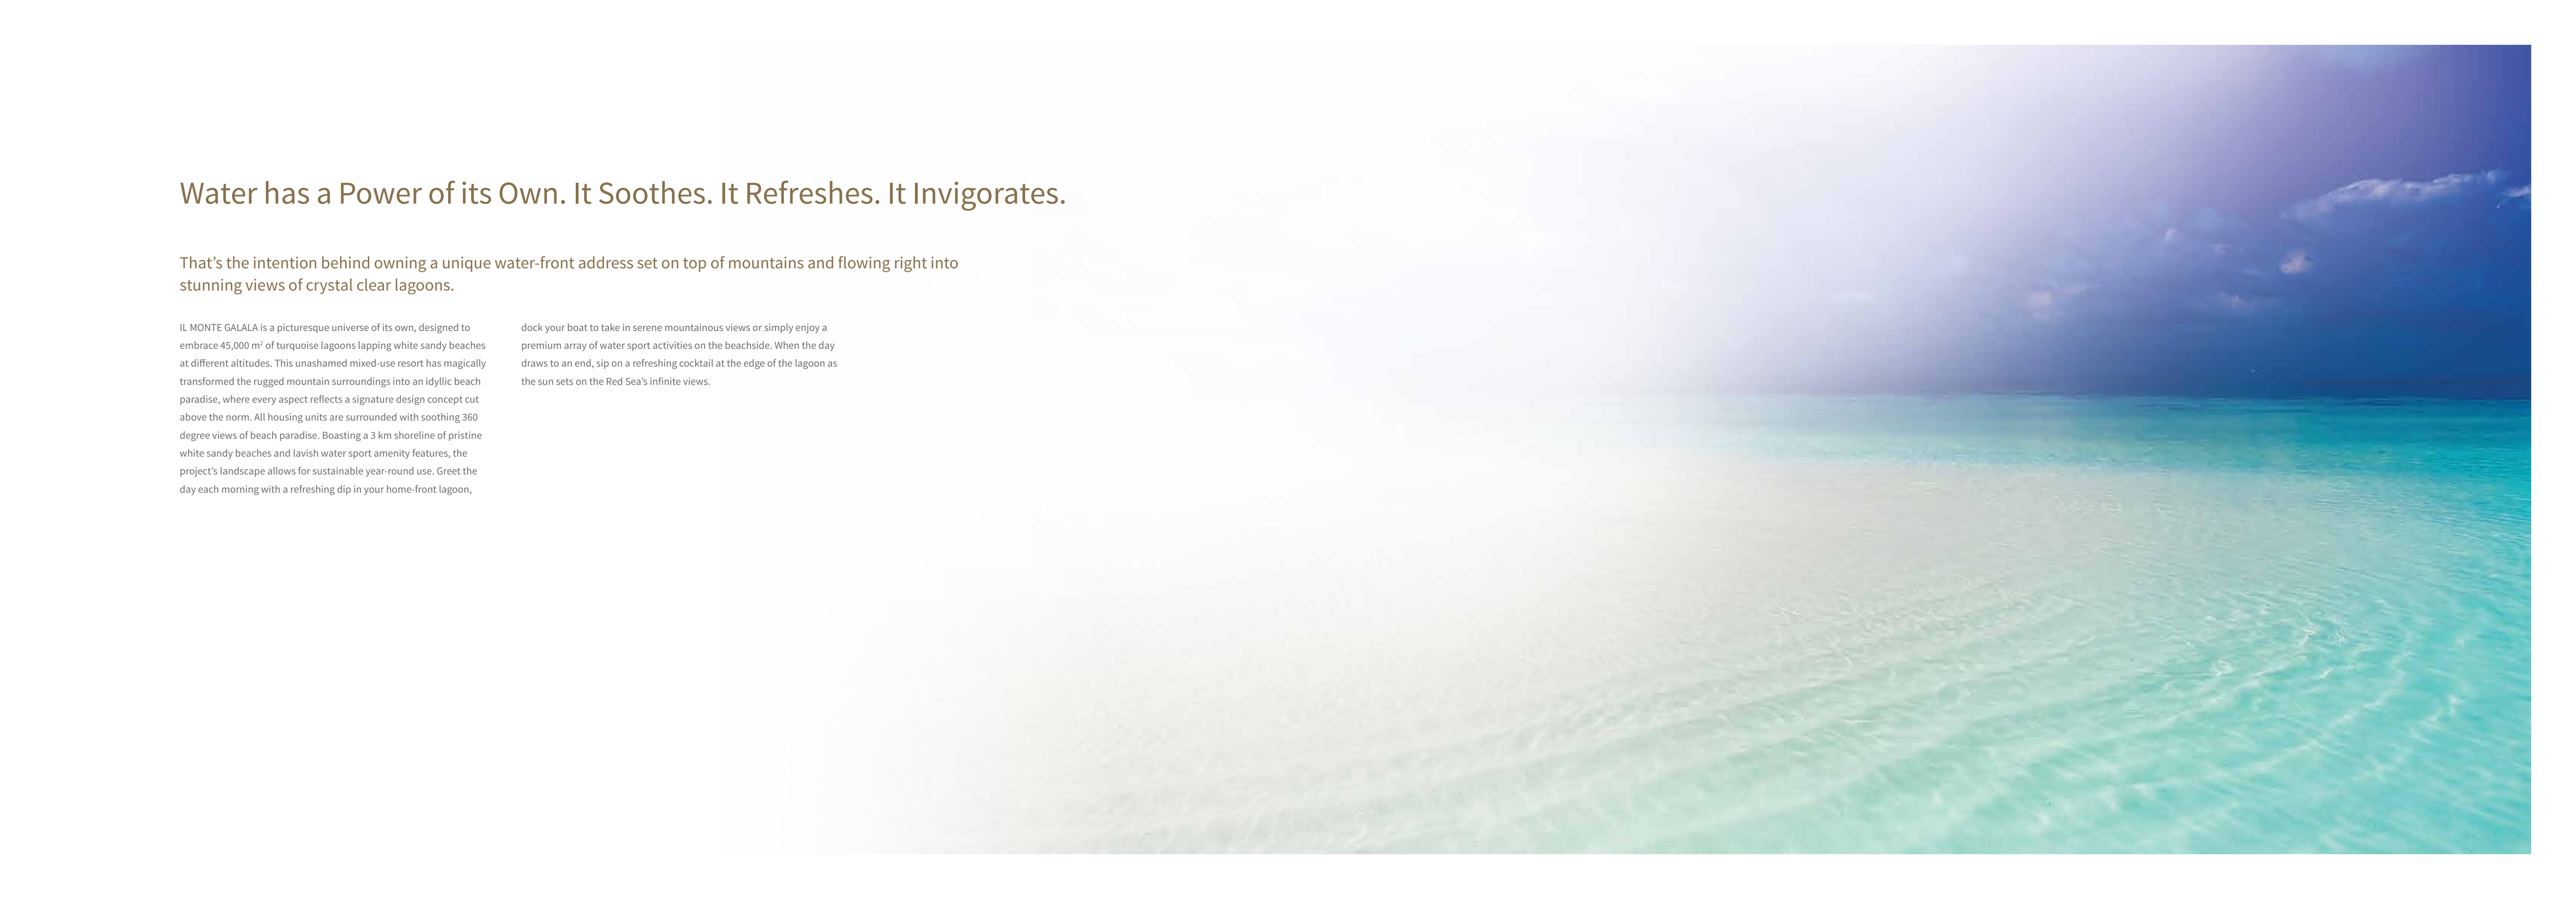 Water has a Power of its Own. It Soothes. It Refreshes. It Invigorates.
That’s the intention behind owning a unique water-front address set on top of mountains and flowing right into
stunning views of crystal clear lagoons.
IL MONTE GALALA is a picturesque universe of its own, designed to
embrace 45,000 m² of turquoise lagoons lapping white sandy beaches
at different altitudes. This unashamed mixed-use resort has magically
transformed the rugged mountain surroundings into an idyllic beach
paradise, where every aspect reflects a signature design concept cut
above the norm. All housing units are surrounded with soothing 360
degree views of beach paradise. Boasting a 3 km shoreline of pristine
white sandy beaches and lavish water sport amenity features, the
project’s landscape allows for sustainable year-round use. Greet the
day each morning with a refreshing dip in your home-front lagoon,
dock your boat to take in serene mountainous views or simply enjoy a
premium array of water sport activities on the beachside. When the day
draws to an end, sip on a refreshing cocktail at the edge of the lagoon as
the sun sets on the Red Sea’s infinite views.